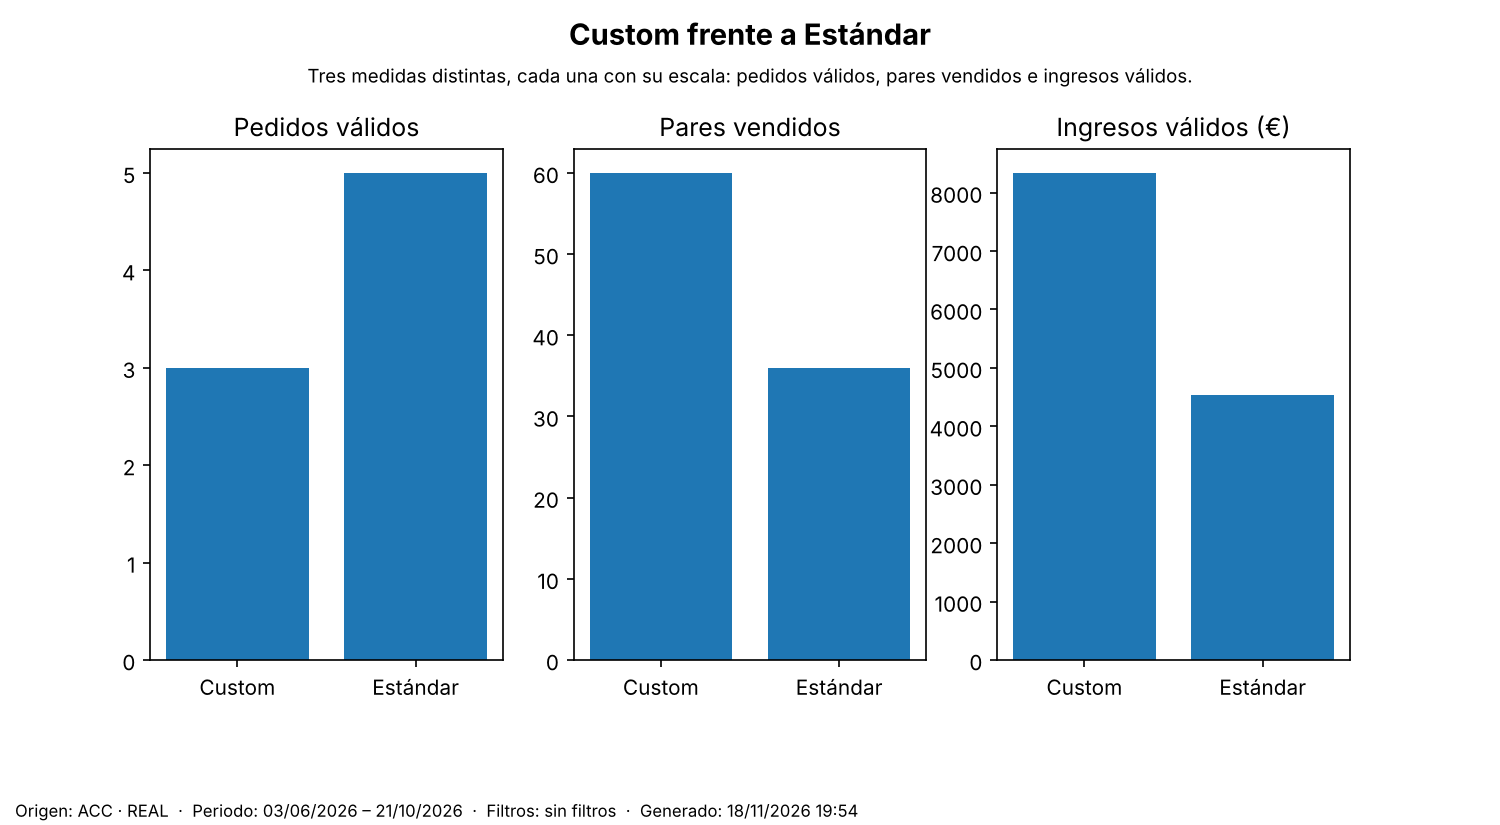 Custom frente a Estándar
Tres medidas distintas, cada una con su escala: pedidos válidos, pares vendidos e ingresos válidos.
Pedidos válidos
5
4
3
2
1
0
Custom Estándar
Pares vendidos
60
50
40
30
20
10
0
Custom Estándar
Ingresos válidos (€)
8000
7000
6000
5000
4000
3000
2000
1000
0
Custom Estándar
Origen: ACC · REAL · Periodo: 03/06/2026 – 21/10/2026 · Filtros: sin filtros · Generado: 18/11/2026 19:54